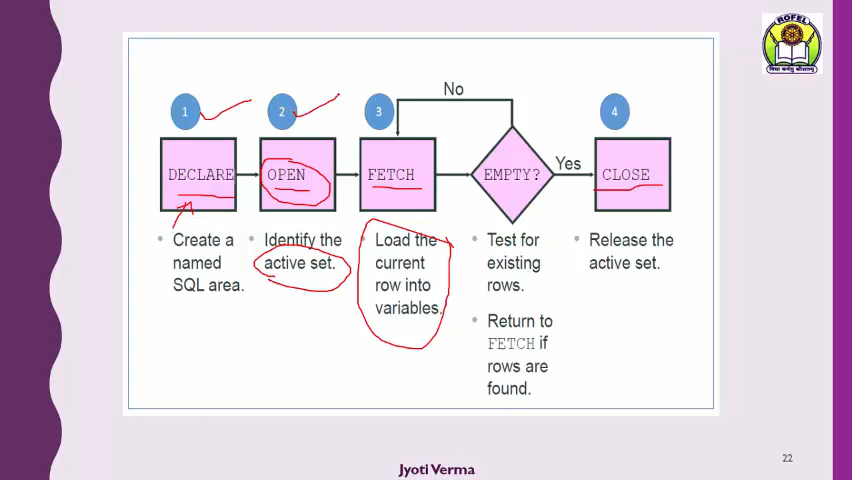 ROFEL
No
1
2
3
4
DECLARE
OPEN
FETCH
EMPTY?
Yes
CLOSE
• Create a
named
SQL area.
• Identify the
active set.
• Load the
current
row into
variables.
• Test for
existing
rows.
• Return to
FETCH if
rows are
found.
• Release the
active set.
22
Jyoti Verma